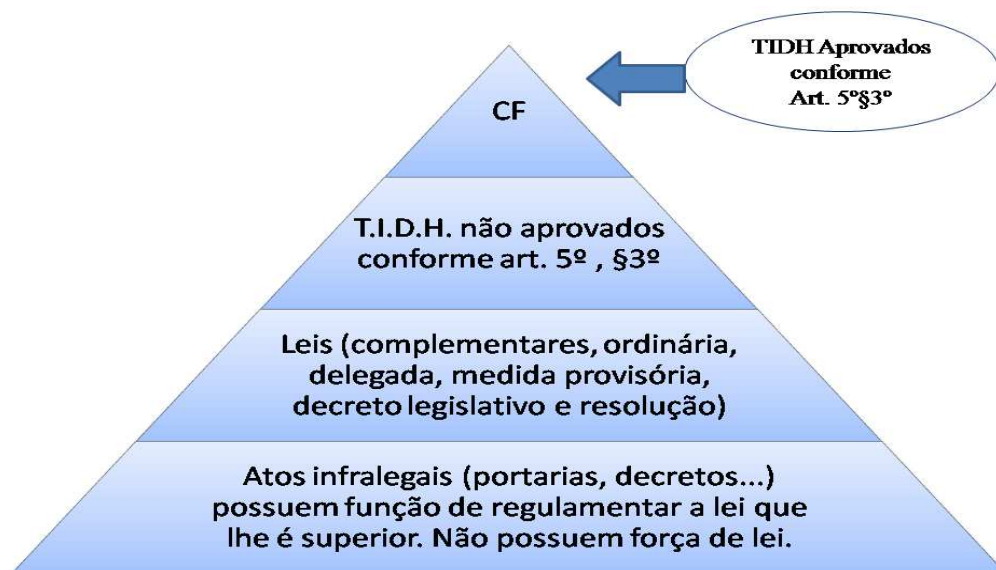 TIDH Aprovados
conforme
Art. 5º§3º
CF
T.I.D.H. não aprovados
conforme art. 5º , §3º
Leis (complementares, ordinária,
delegada, medida provisória,
decreto legislativo e resolução)
Atos infralegais (portarias, decretos...)
possuem função de regulamentar a lei que
lhe é superior. Não possuem força de lei.